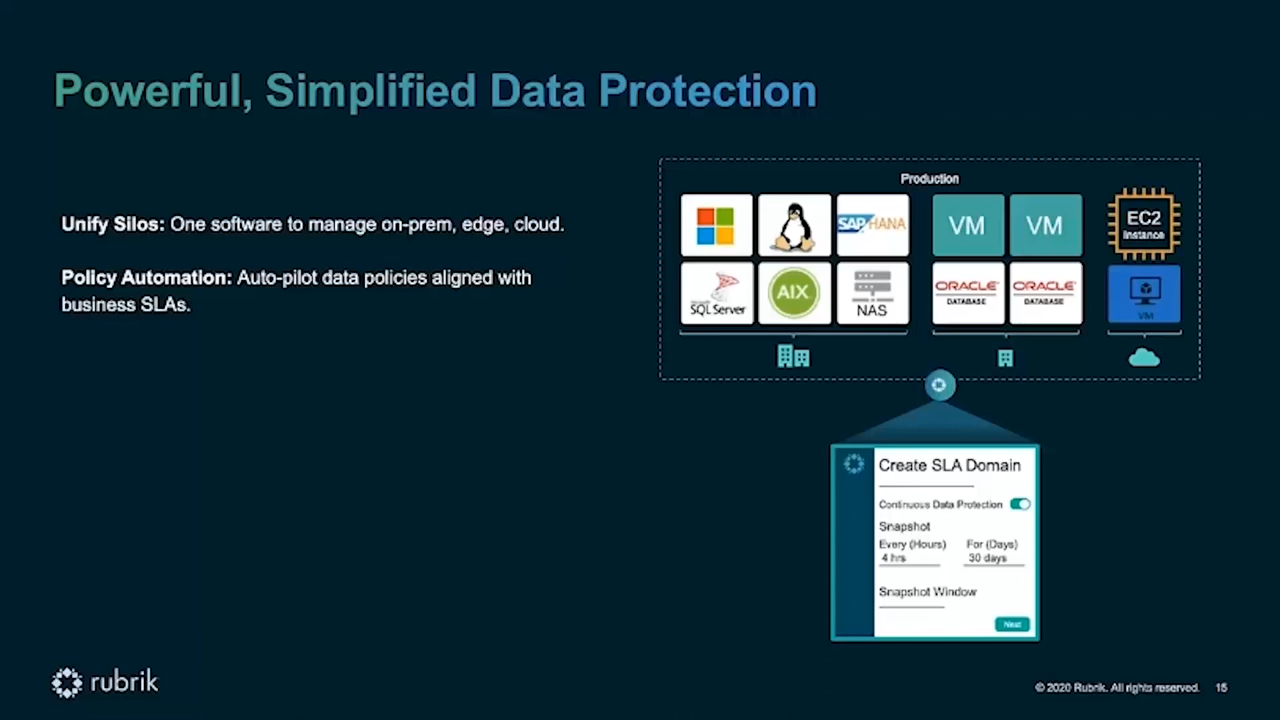 Powerful, Simplified Data Protection
Unify Silos: One software to manage on-prem, edge, cloud.
Policy Automation: Auto-pilot data policies aligned with
business SLAs.
Production
SAP HANA
VM
VM
EC2
Instance
Microsoft
SQL Server
AIX
NAS
ORACLE
DATABASE
ORACLE
DATABASE
VM
Create SLA Domain
Continuous Data Protection
Snapshot
Every (Hours) For (Days)
4 hrs 30 days
Snapshot Window
Next
rubrik
© 2020 Rubrik. All rights reserved. 15